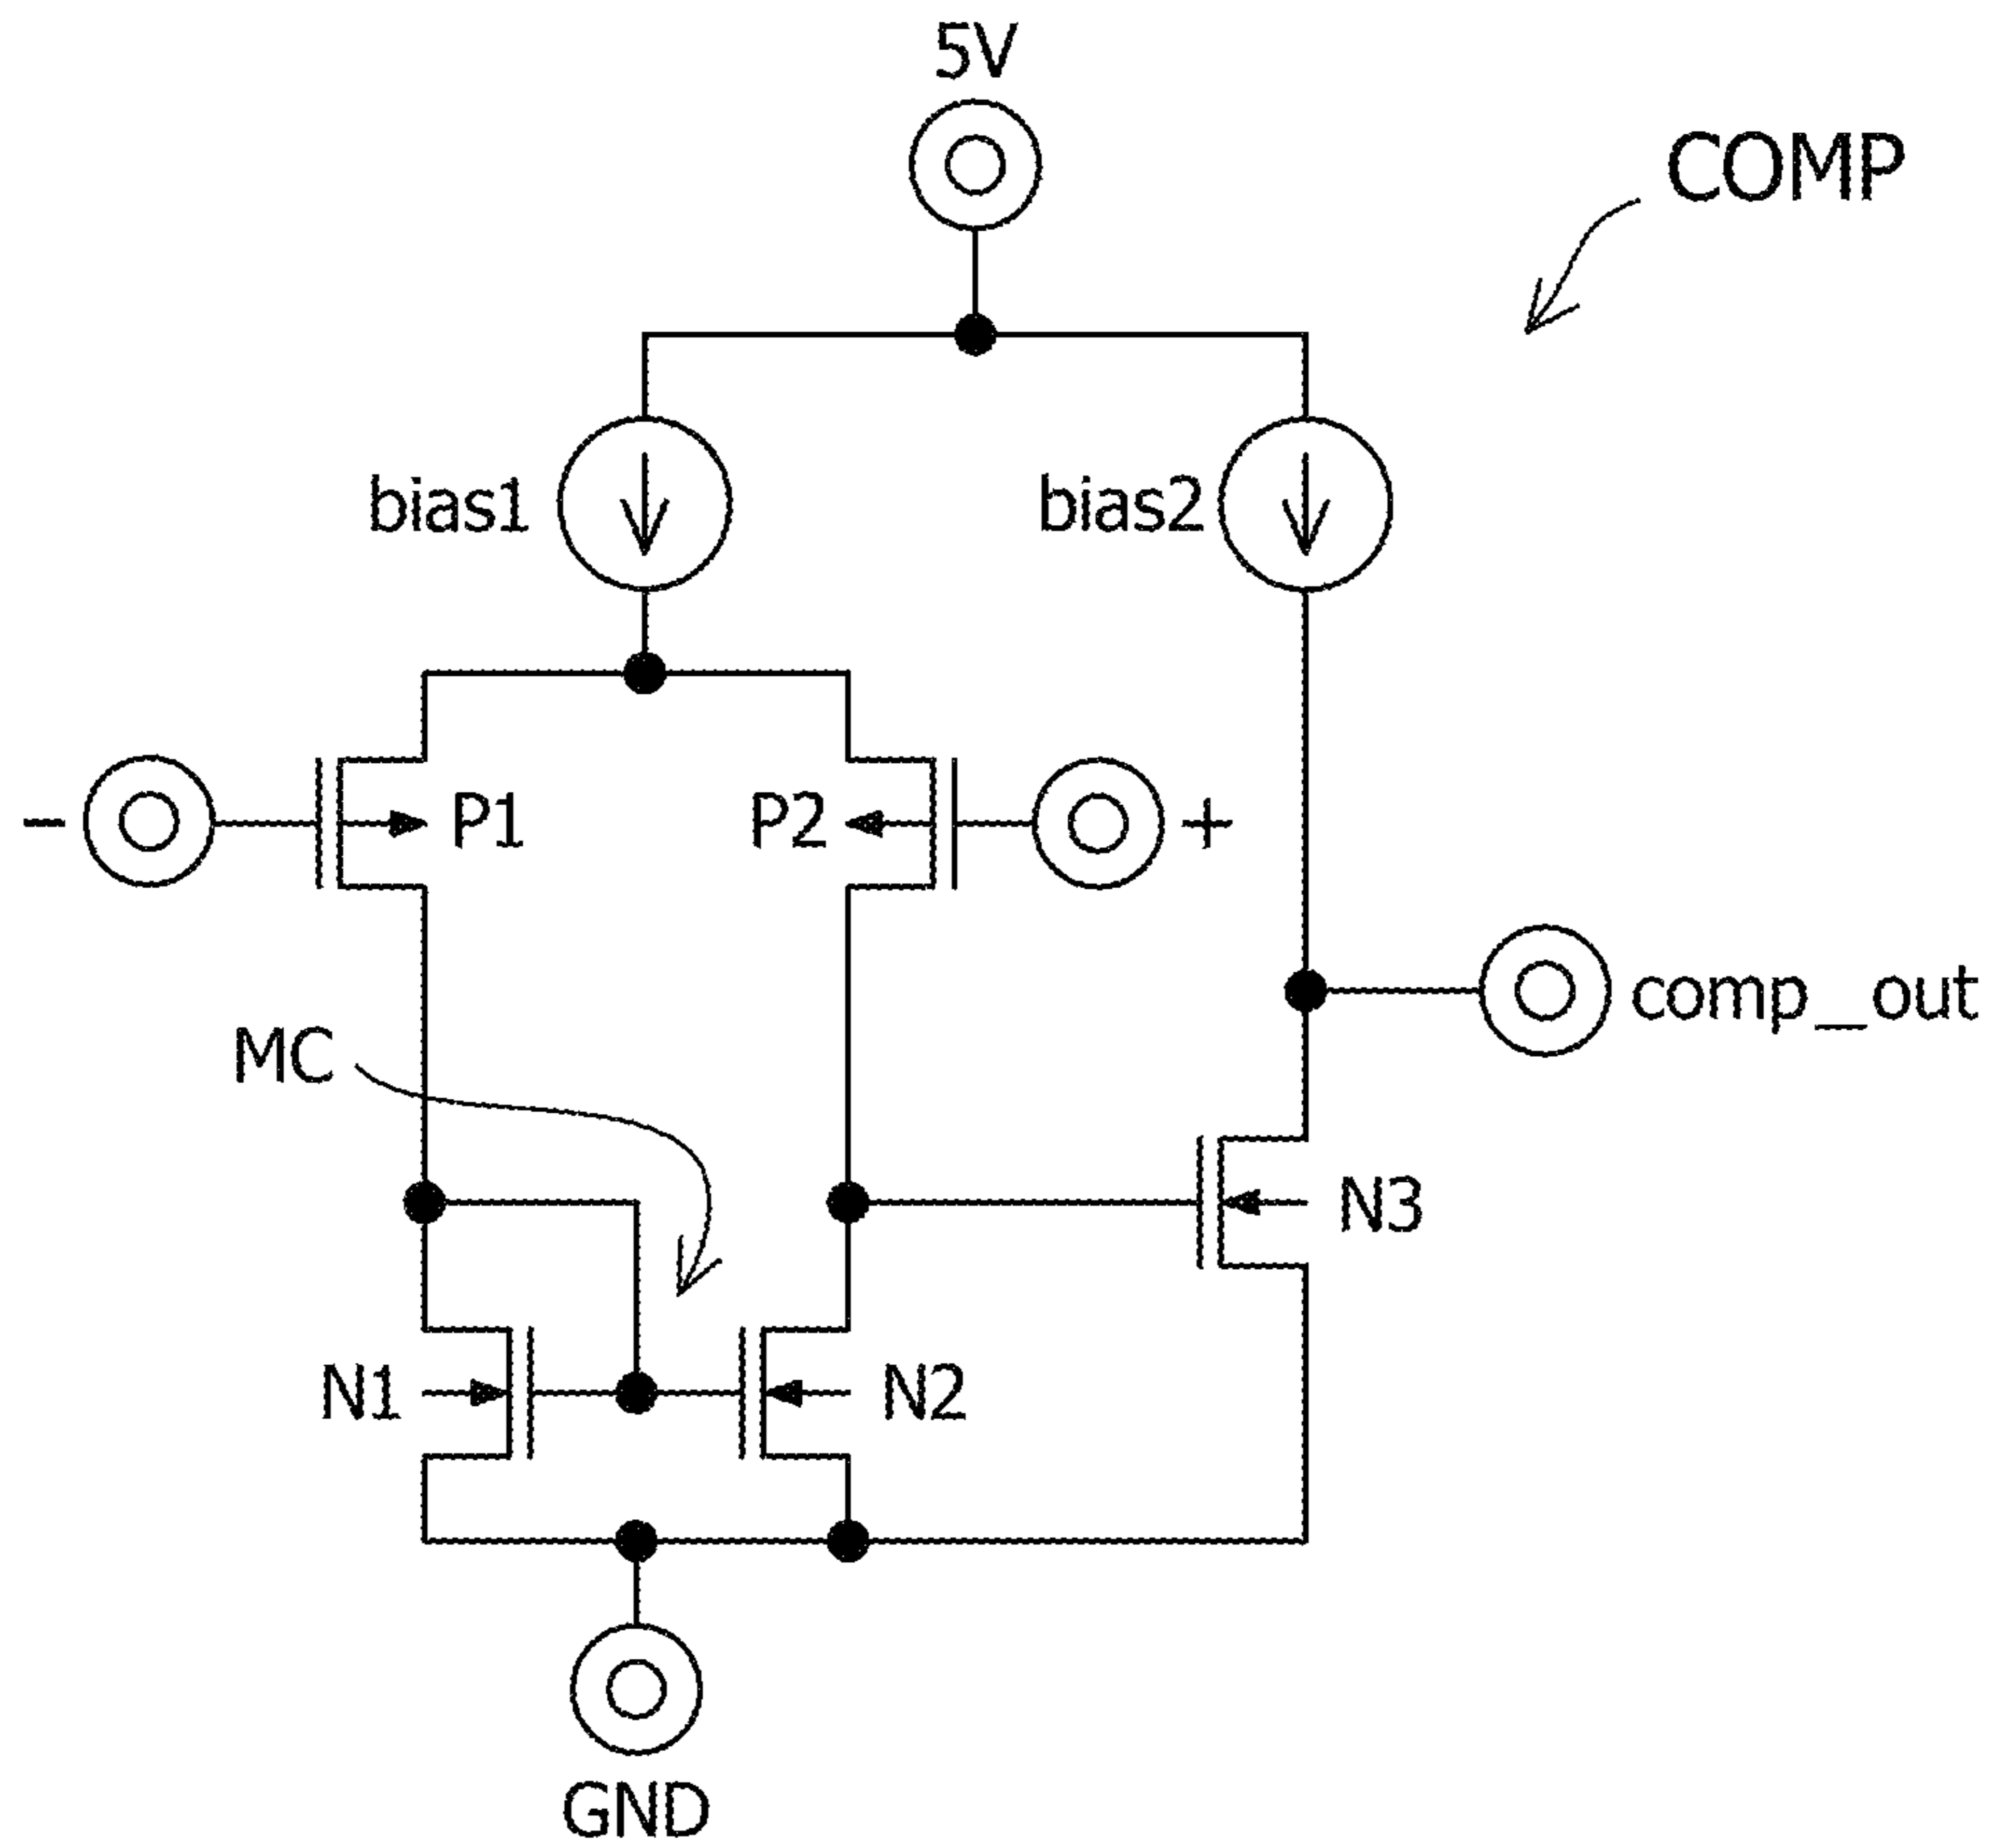 5V
COMP
bias1
bias2
-
P1
P2
+
comp_out
MC
N3
N1
N2
GND